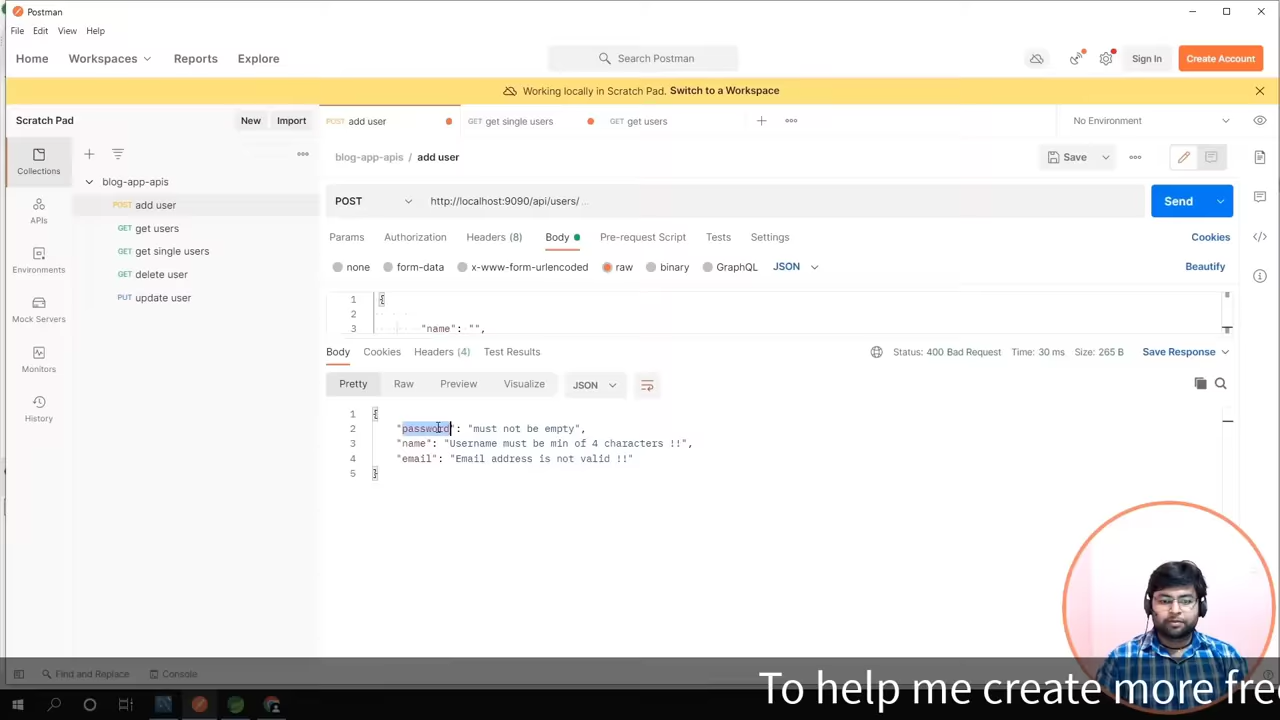 Postman
File Edit View Help
Home Workspaces Reports Explore Search Postman Sign In Create Account
Working locally in Scratch Pad. Switch to a Workspace
Scratch Pad New Import POST add user GET get single users GET get users No Environment
blog-app-apis / add user Save
Collections
blog-app-apis
POST add user
GET get users
GET get single users
GET delete user
PUT update user
APIs
Environments
Mock Servers
Monitors
History
POST http://localhost:9090/api/users/ ... Send
Params Authorization Headers (8) Body Pre-request Script Tests Settings Cookies
none form-data x-www-form-urlencoded raw binary GraphQL JSON Beautify
1 {
2
3 "name": "",
Body Cookies Headers (4) Test Results Status: 400 Bad Request Time: 30 ms Size: 265 B Save Response
Pretty Raw Preview Visualize JSON
1 {
2 "password": "must not be empty",
3 "name": "Username must be min of 4 characters !!",
4 "email": "Email address is not valid !!"
5 }
Find and Replace Console
To help me create more free